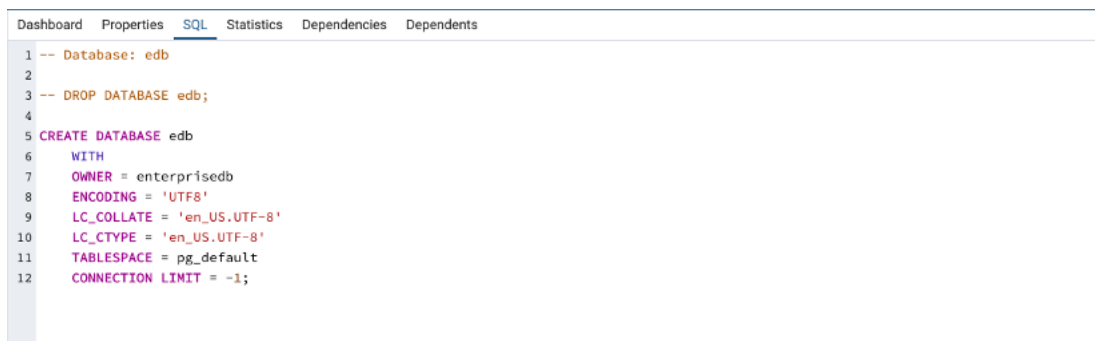 Dashboard Properties SQL Statistics Dependencies Dependents
1 -- Database: edb
2
3 -- DROP DATABASE edb;
4
5 CREATE DATABASE edb
6 WITH
7 OWNER = enterprisedb
8 ENCODING = 'UTF8'
9 LC_COLLATE = 'en_US.UTF-8'
10 LC_CTYPE = 'en_US.UTF-8'
11 TABLESPACE = pg_default
12 CONNECTION LIMIT = -1;